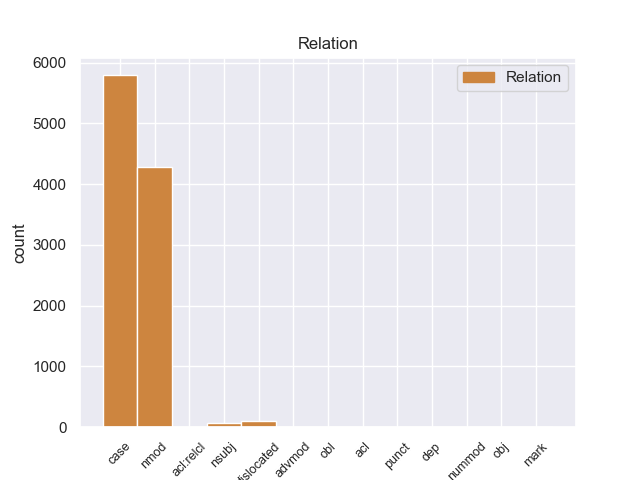 Relation
Relation
count
6000
5000
4000
3000
2000
1000
0
case
nmod
acl:relcl
nsubj
dislocated
advmod
obl
acl
punct
dep
nummod
obj
mark